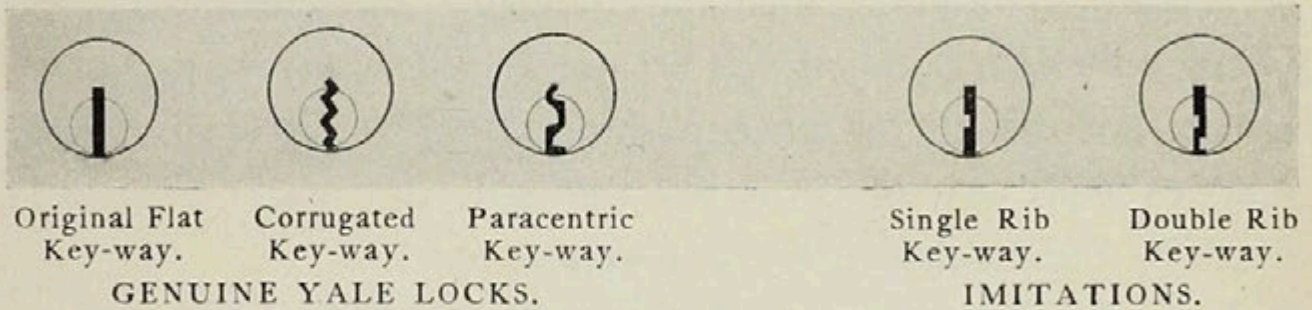 Original Flat Key-way.
Corrugated Key-way.
Paracentric Key-way.
Single Rib Key-way.
Double Rib Key-way.
GENUINE YALE LOCKS.
IMITATIONS.